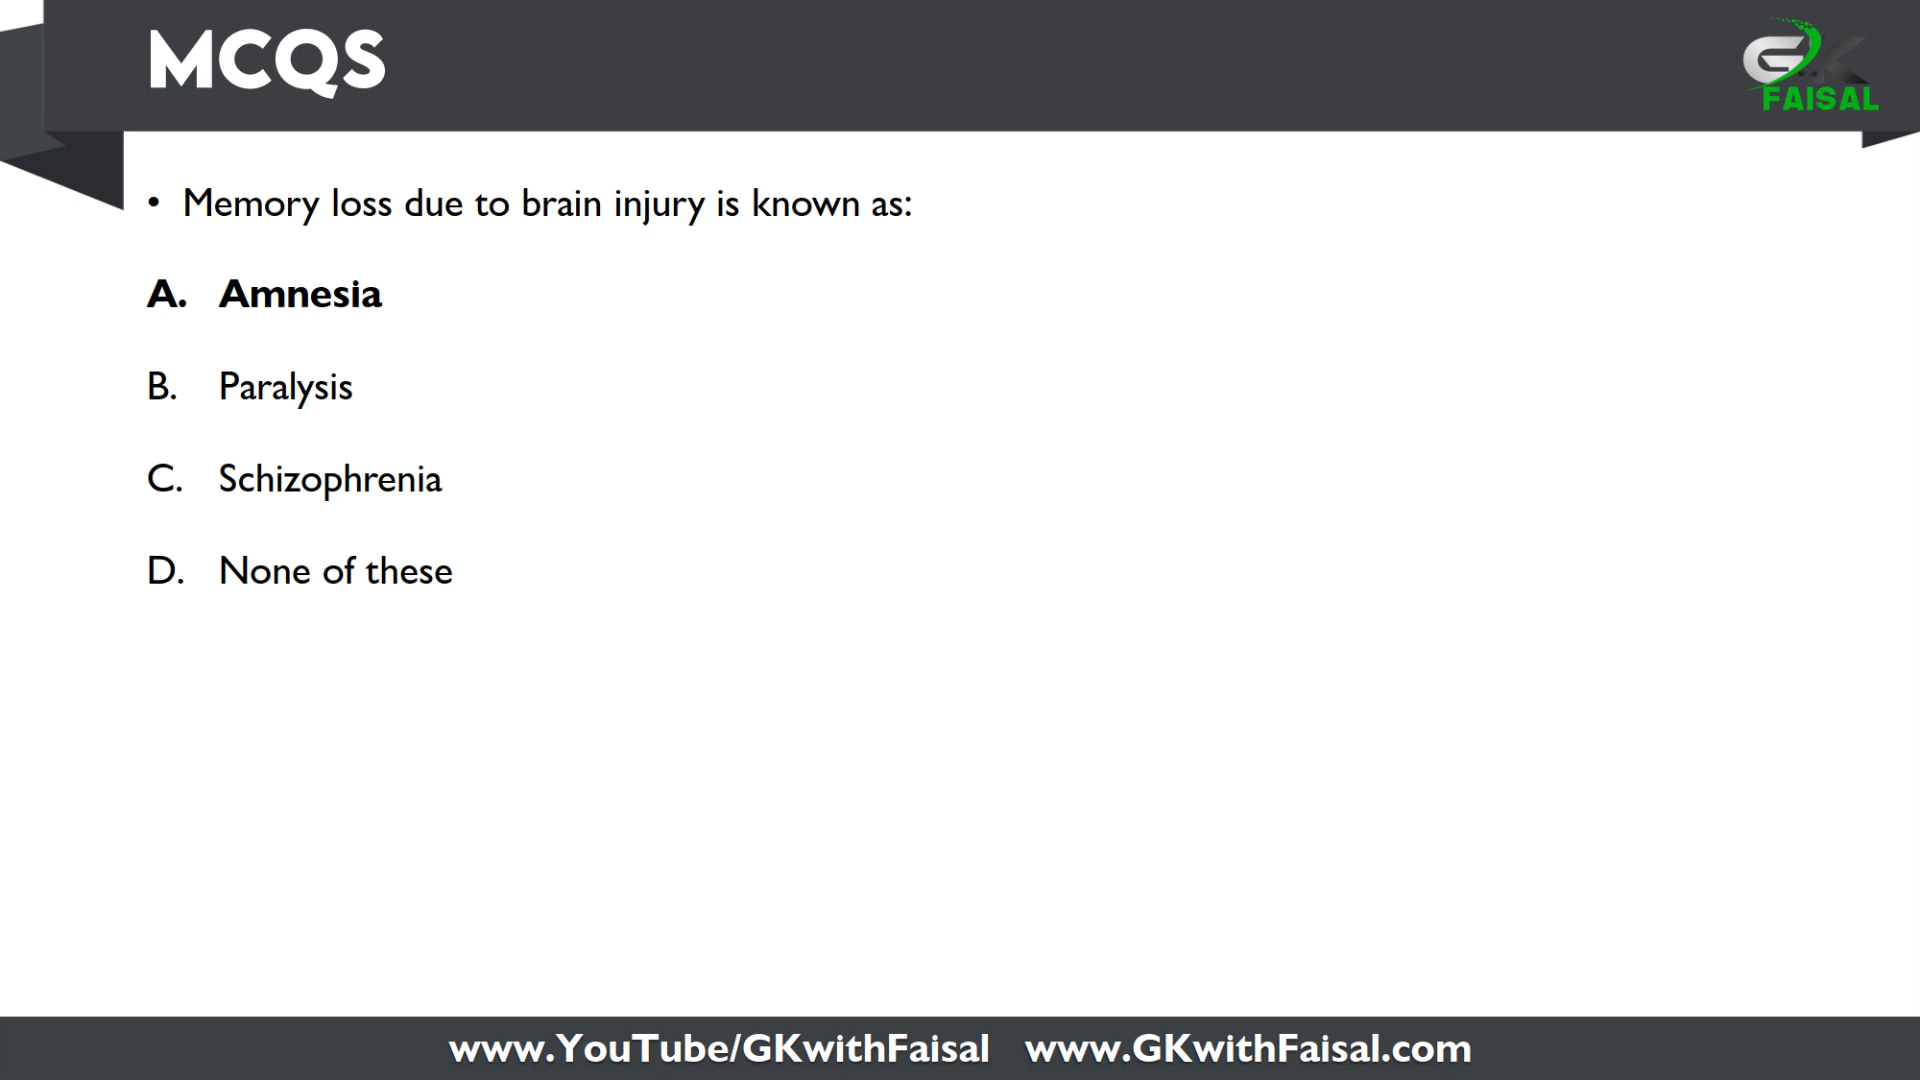 MCQS
GK
FAISAL
• Memory loss due to brain injury is known as:
A. Amnesia
B. Paralysis
C. Schizophrenia
D. None of these
www.YouTube/GKwithFaisal www.GKwithFaisal.com